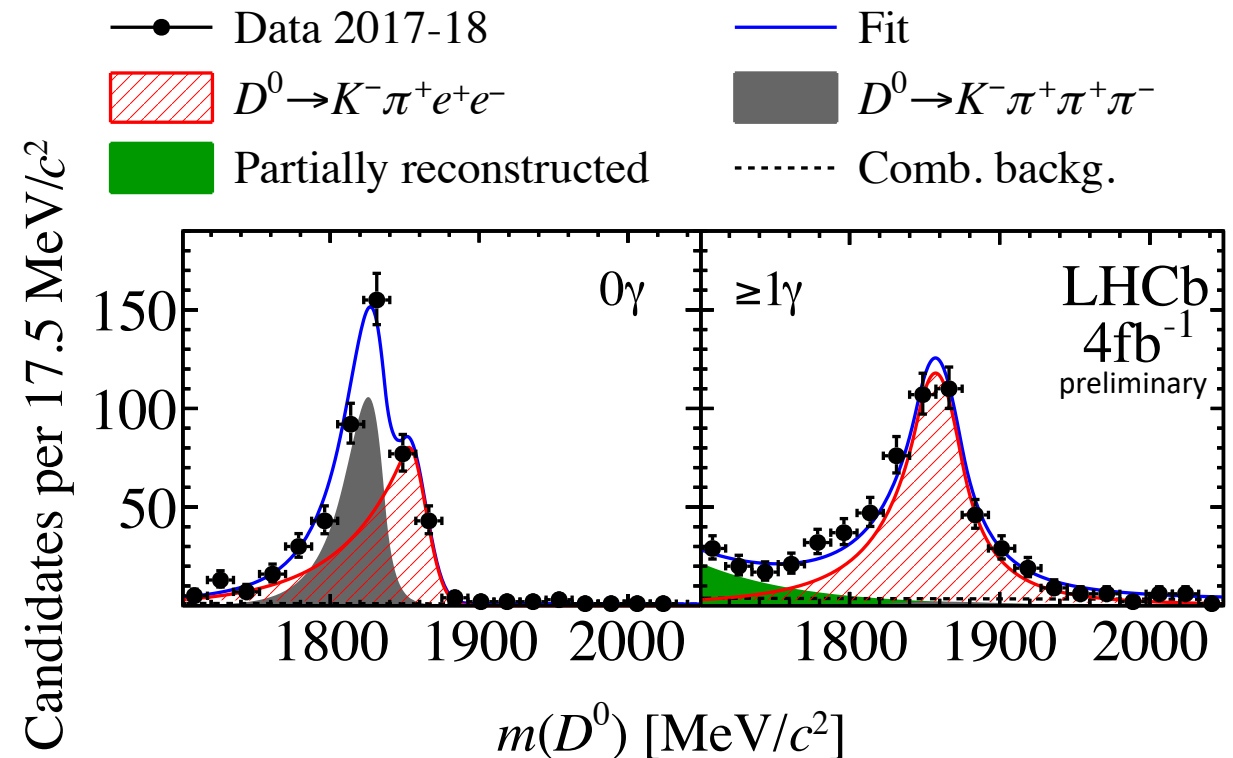 Data 2017-18
Fit
D⁰→K⁻π⁺e⁺e⁻
D⁰→K⁻π⁺π⁺π⁻
Partially reconstructed
Comb. backg.
Candidates per 17.5 MeV/c²
150
100
50
0γ
≥1γ
LHCb
4fb⁻¹
preliminary
1800 1900 2000
1800 1900 2000
m(D⁰) [MeV/c²]